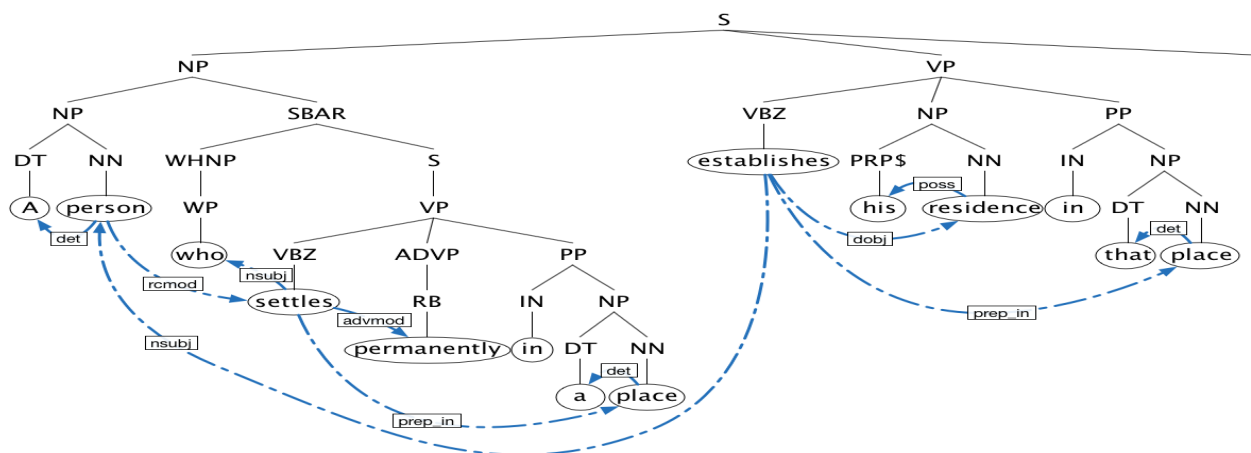 S
NP VP
NP SBAR VBZ NP PP
DT NN WHNP S establishes PRP$ NN IN NP
A person WP VP his poss residence in DT NN
det who VBZ ADVP PP dobj that det place
rcmod nsubj settles RB IN NP prep_in
nsubj advmod permanently in DT NN
a det place
prep_in